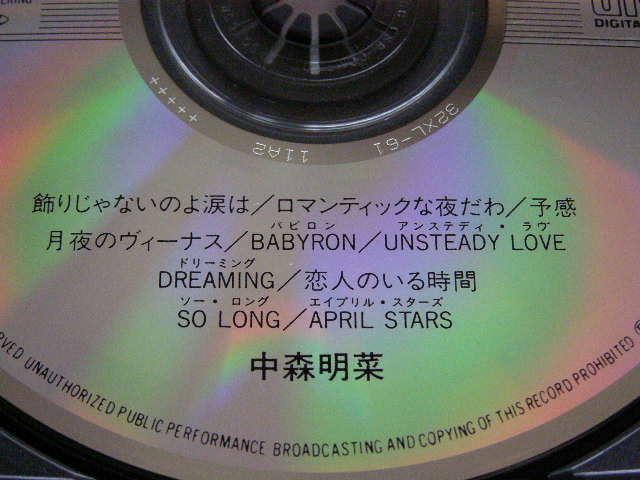 DIGITAL
+++++ 11A2 32XL-61
飾りじゃないのよ涙は／ロマンティックな夜だわ／予感
バビロン アンステディ・ラヴ
月夜のヴィーナス／BABYRON／UNSTEADY LOVE
ドリーミング
DREAMING／恋人のいる時間
ソー・ロング エイプリル・スターズ
SO LONG／APRIL STARS
中森明菜
UNAUTHORIZED PUBLIC PERFORMANCE BROADCASTING AND COPYING OF THIS RECORD PROHIBITED